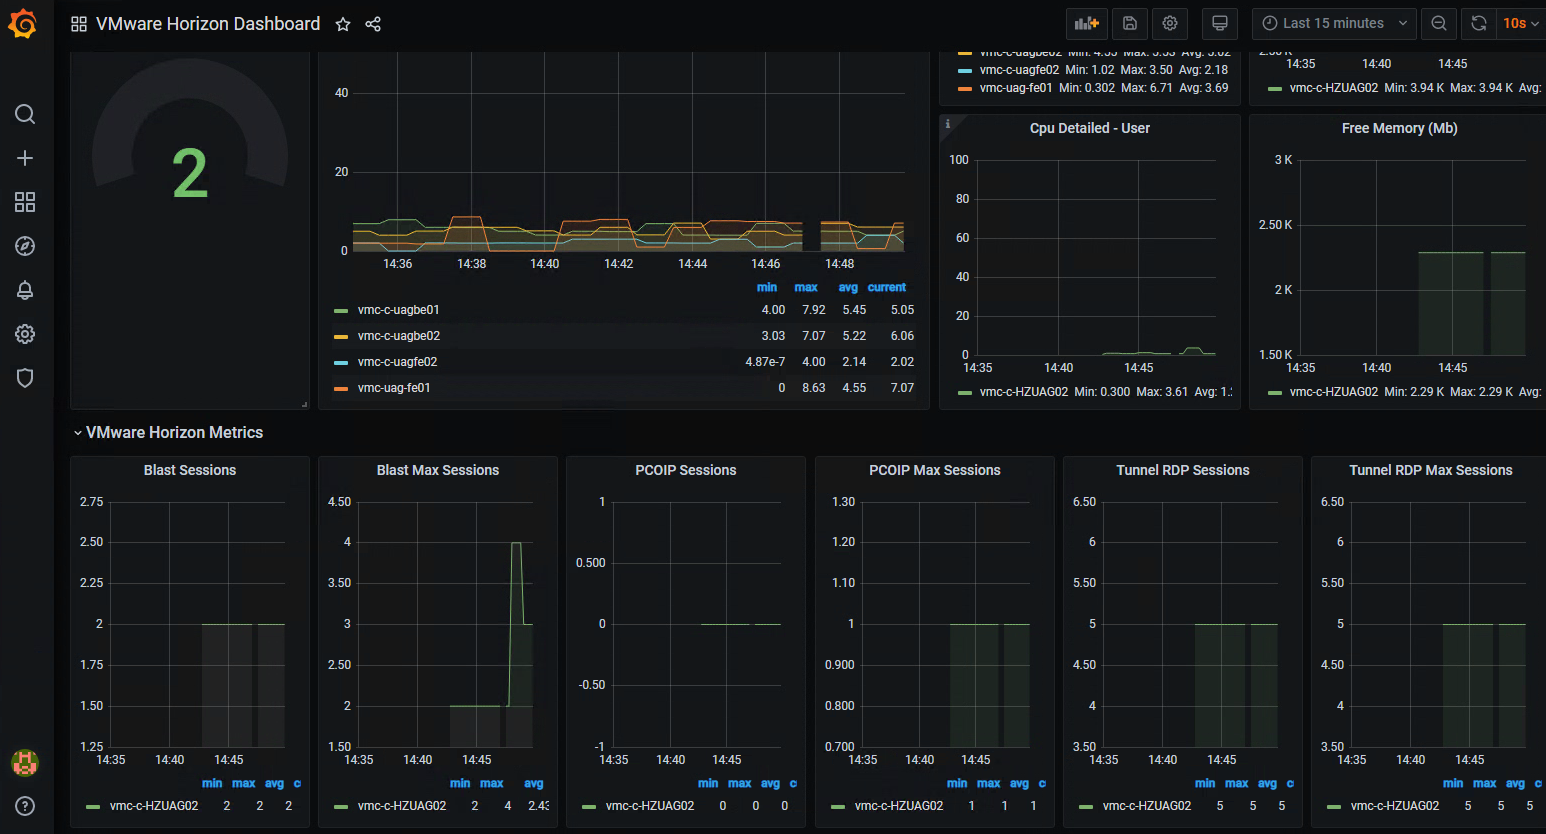 VMware Horizon Dashboard
Last 15 minutes
10s
2
40
20
0
14:36 14:38 14:40 14:42 14:44 14:46 14:48
min max avg current
vmc-c-uagbe01 4.00 7.92 5.45 5.05
vmc-c-uagbe02 3.03 7.07 5.22 6.06
vmc-c-uagfe02 4.87e-7 4.00 2.14 2.02
vmc-uag-fe01 0 8.63 4.55 7.07
vmc-c-uagfe02 Min: 1.02 Max: 3.50 Avg: 2.18
vmc-uag-fe01 Min: 0.302 Max: 6.71 Avg: 3.69
14:35 14:40 14:45
vmc-c-HZUAG02 Min: 3.94 K Max: 3.94 K Avg:
i
Cpu Detailed - User
100
80
60
40
20
0
14:35 14:40 14:45
vmc-c-HZUAG02 Min: 0.300 Max: 3.61 Avg: 1.
Free Memory (Mb)
3 K
2.50 K
2 K
1.50 K
14:35 14:40 14:45
vmc-c-HZUAG02 Min: 2.29 K Max: 2.29 K Avg:
VMware Horizon Metrics
Blast Sessions
2.75
2.50
2.25
2
1.75
1.50
1.25
14:35 14:40 14:45
min max avg
vmc-c-HZUAG02 2 2 2
Blast Max Sessions
4.50
4
3.50
3
2.50
2
1.50
14:35 14:40 14:45
min max avg
vmc-c-HZUAG02 2 4 2.43
PCOIP Sessions
1
0.500
0
-0.50
-1
14:35 14:40 14:45
min max avg
vmc-c-HZUAG02 0 0 0
PCOIP Max Sessions
1.30
1.20
1.10
1
0.900
0.800
0.700
14:35 14:40 14:45
min max avg
vmc-c-HZUAG02 1 1 1
Tunnel RDP Sessions
6.50
6
5.50
5
4.50
4
3.50
14:35 14:40 14:45
min max avg
vmc-c-HZUAG02 5 5 5
Tunnel RDP Max Sessions
6.50
6
5.50
5
4.50
4
3.50
14:35 14:40 14:45
min max avg
vmc-c-HZUAG02 5 5 5